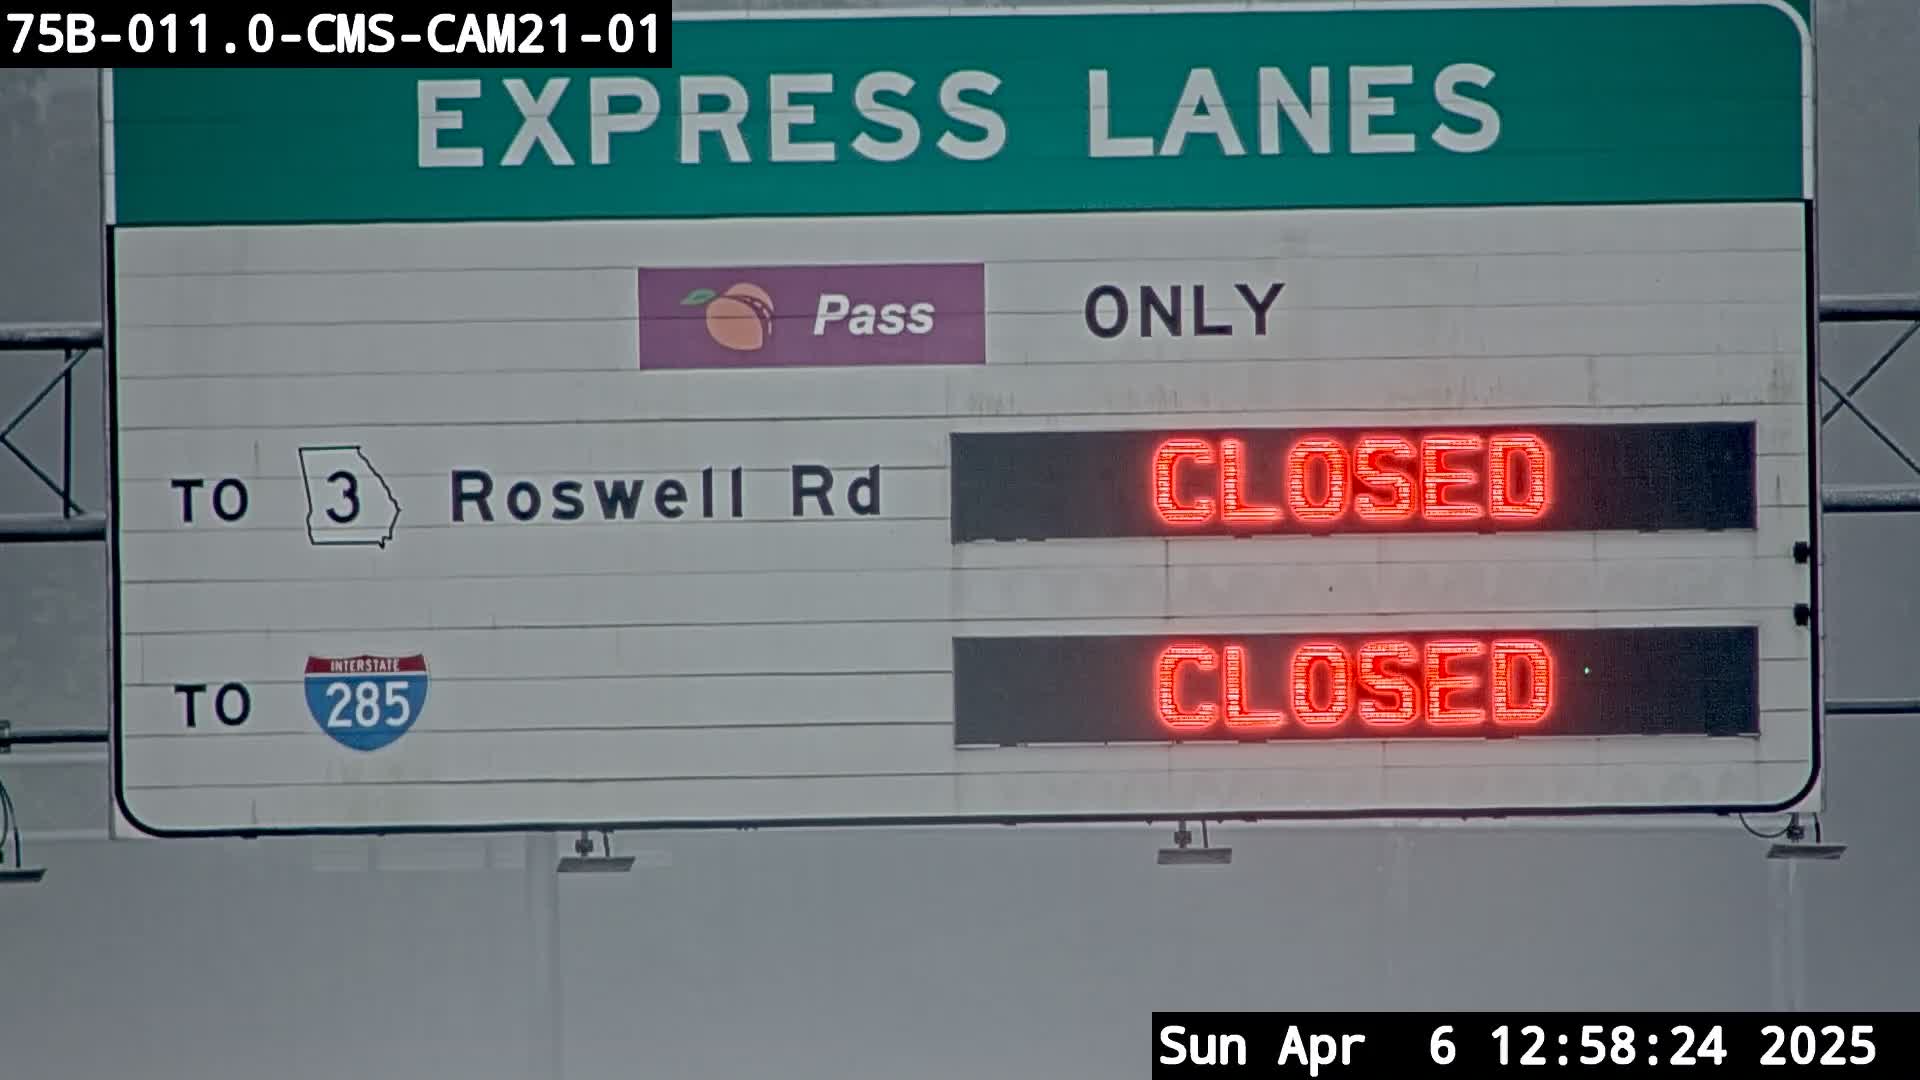 75B-011.0-CMS-CAM21-01
EXPRESS LANES
Pass ONLY
TO 3 Roswell Rd CLOSED
TO INTERSTATE 285 CLOSED
Sun Apr 6 12:58:24 2025